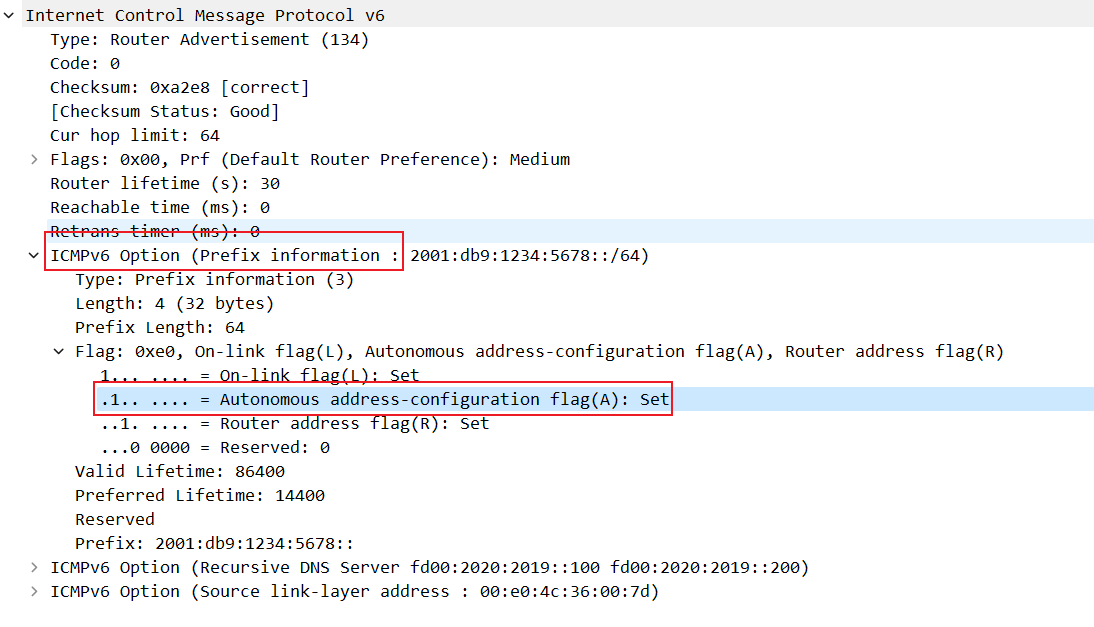 Internet Control Message Protocol v6
Type: Router Advertisement (134)
Code: 0
Checksum: 0xa2e8 [correct]
[Checksum Status: Good]
Cur hop limit: 64
Flags: 0x00, Prf (Default Router Preference): Medium
Router lifetime (s): 30
Reachable time (ms): 0
Retrans timer (ms): 0
ICMPv6 Option (Prefix information : 2001:db9:1234:5678::/64)
Type: Prefix information (3)
Length: 4 (32 bytes)
Prefix Length: 64
Flag: 0xe0, On-link flag(L), Autonomous address-configuration flag(A), Router address flag(R)
1... .... = On-link flag(L): Set
.1.. .... = Autonomous address-configuration flag(A): Set
..1. .... = Router address flag(R): Set
...0 0000 = Reserved: 0
Valid Lifetime: 86400
Preferred Lifetime: 14400
Reserved
Prefix: 2001:db9:1234:5678::
ICMPv6 Option (Recursive DNS Server fd00:2020:2019::100 fd00:2020:2019::200)
ICMPv6 Option (Source link-layer address : 00:e0:4c:36:00:7d)